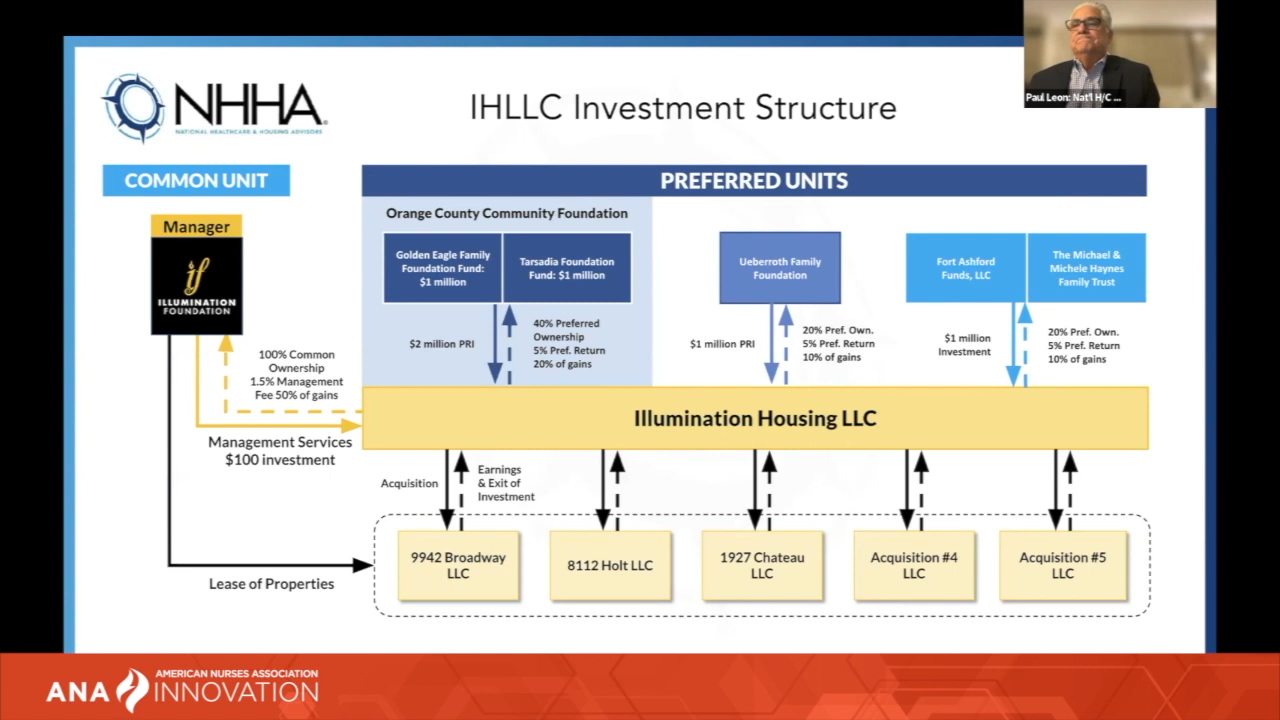 Paul Leon: Nat'l H/C ...
NHHA
NATIONAL HEALTHCARE & HOUSING ADVISORS
IHLLC Investment Structure
COMMON UNIT
PREFERRED UNITS
Manager
if
ILLUMINATION
FOUNDATION
Orange County Community Foundation
Golden Eagle Family
Foundation Fund:
$1 million
Tarsadia Foundation
Fund: $1 million
Ueberroth Family
Foundation
Fort Ashford
Funds, LLC
The Michael &
Michele Haynes
Family Trust
$2 million PRI
40% Preferred
Ownership
5% Pref. Return
20% of gains
$1 million PRI
20% Pref. Own.
5% Pref. Return
10% of gains
$1 million
Investment
20% Pref. Own.
5% Pref. Return
10% of gains
100% Common
Ownership
1.5% Management
Fee 50% of gains
Illumination Housing LLC
Management Services
$100 investment
Acquisition
Earnings
& Exit of
Investment
9942 Broadway
LLC
8112 Holt LLC
1927 Chateau
LLC
Acquisition #4
LLC
Acquisition #5
LLC
Lease of Properties
ANA
AMERICAN NURSES ASSOCIATION
INNOVATION